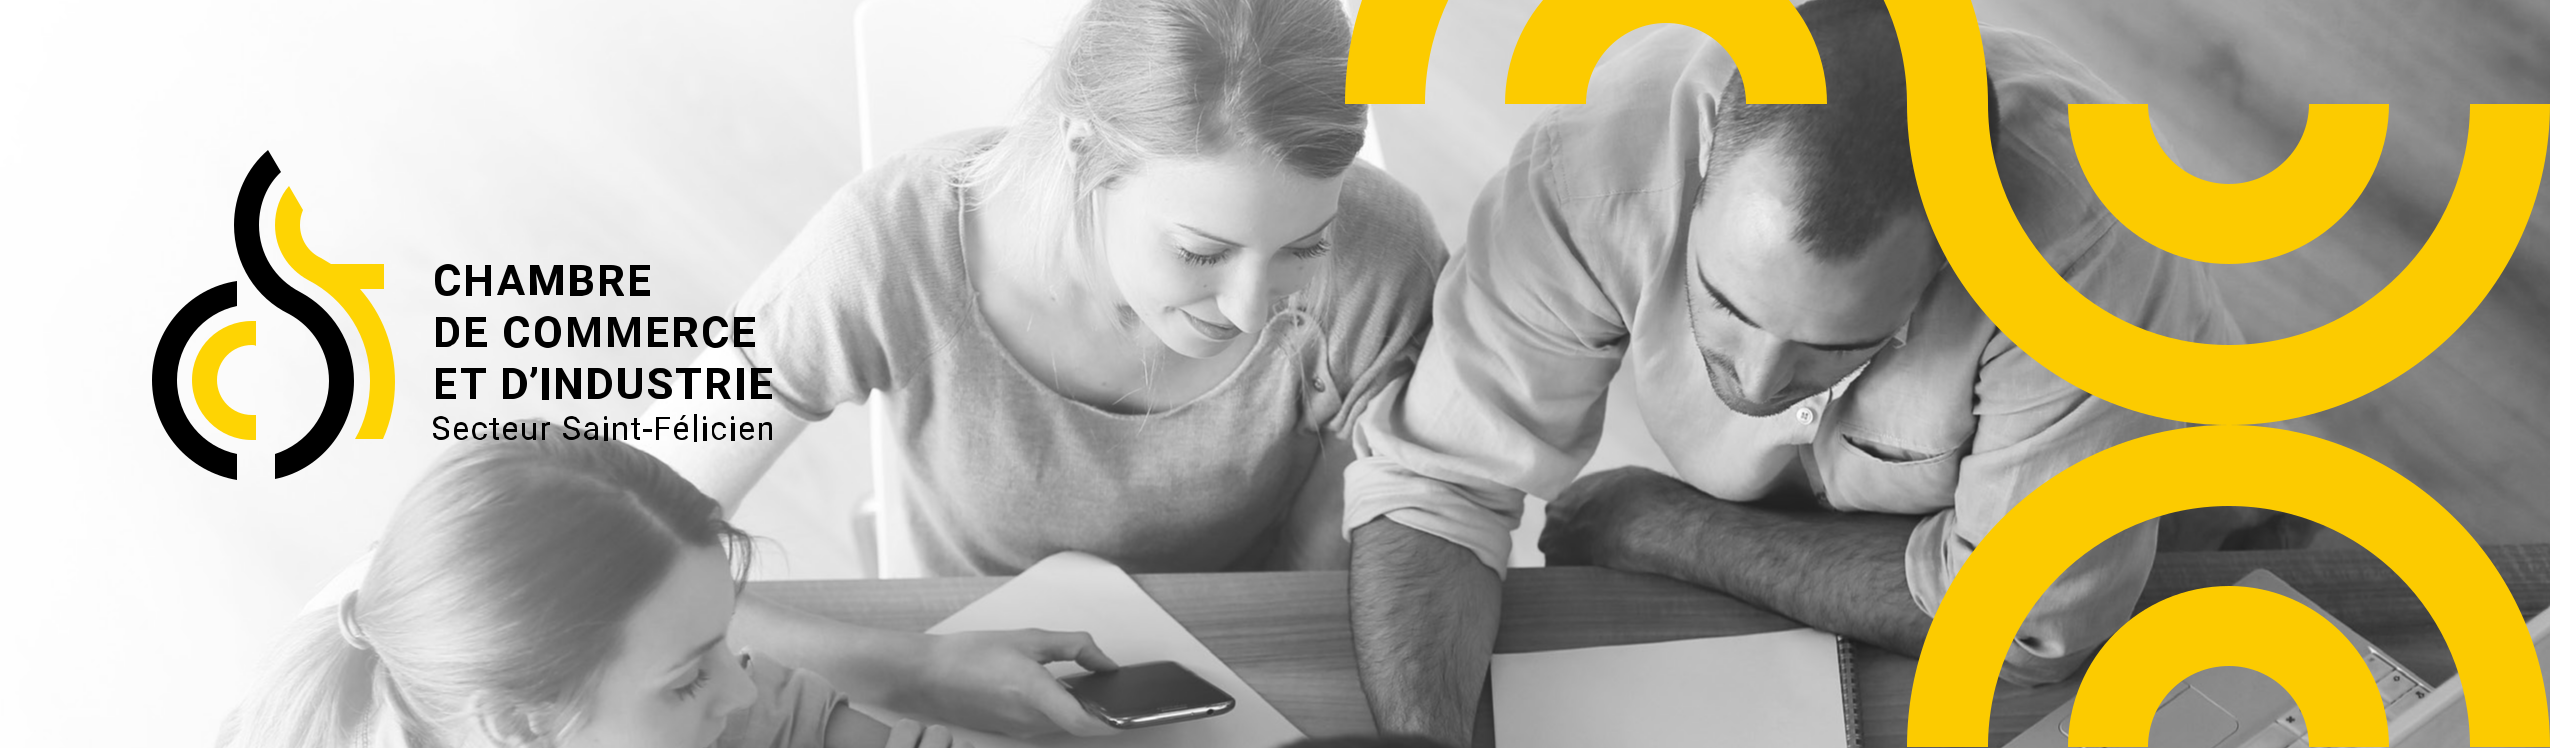 CHAMBRE
DE COMMERCE
ET D’INDUSTRIE
Secteur Saint-Félicien